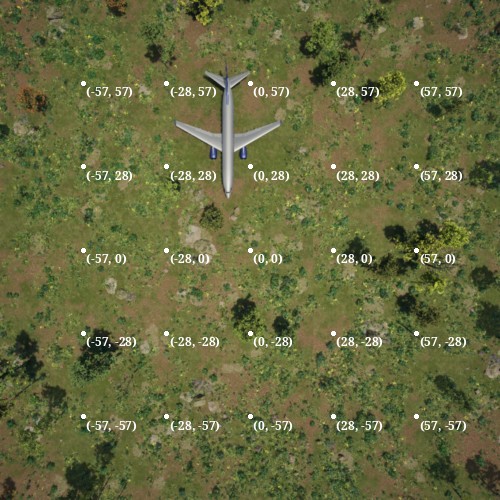 (-57, 57) (-28, 57) (0, 57) (28, 57) (57, 57)
(-57, 28) (-28, 28) (0, 28) (28, 28) (57, 28)
(-57, 0) (-28, 0) (0, 0) (28, 0) (57, 0)
(-57, -28) (-28, -28) (0, -28) (28, -28) (57, -28)
(-57, -57) (-28, -57) (0, -57) (28, -57) (57, -57)